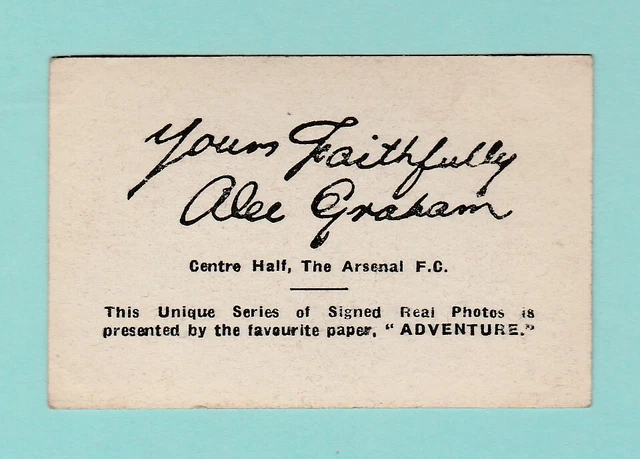 Yours Faithfully
Alec Graham
Centre Half, The Arsenal F.C.
This Unique Series of Signed Real Photos is
presented by the favourite paper, "ADVENTURE."